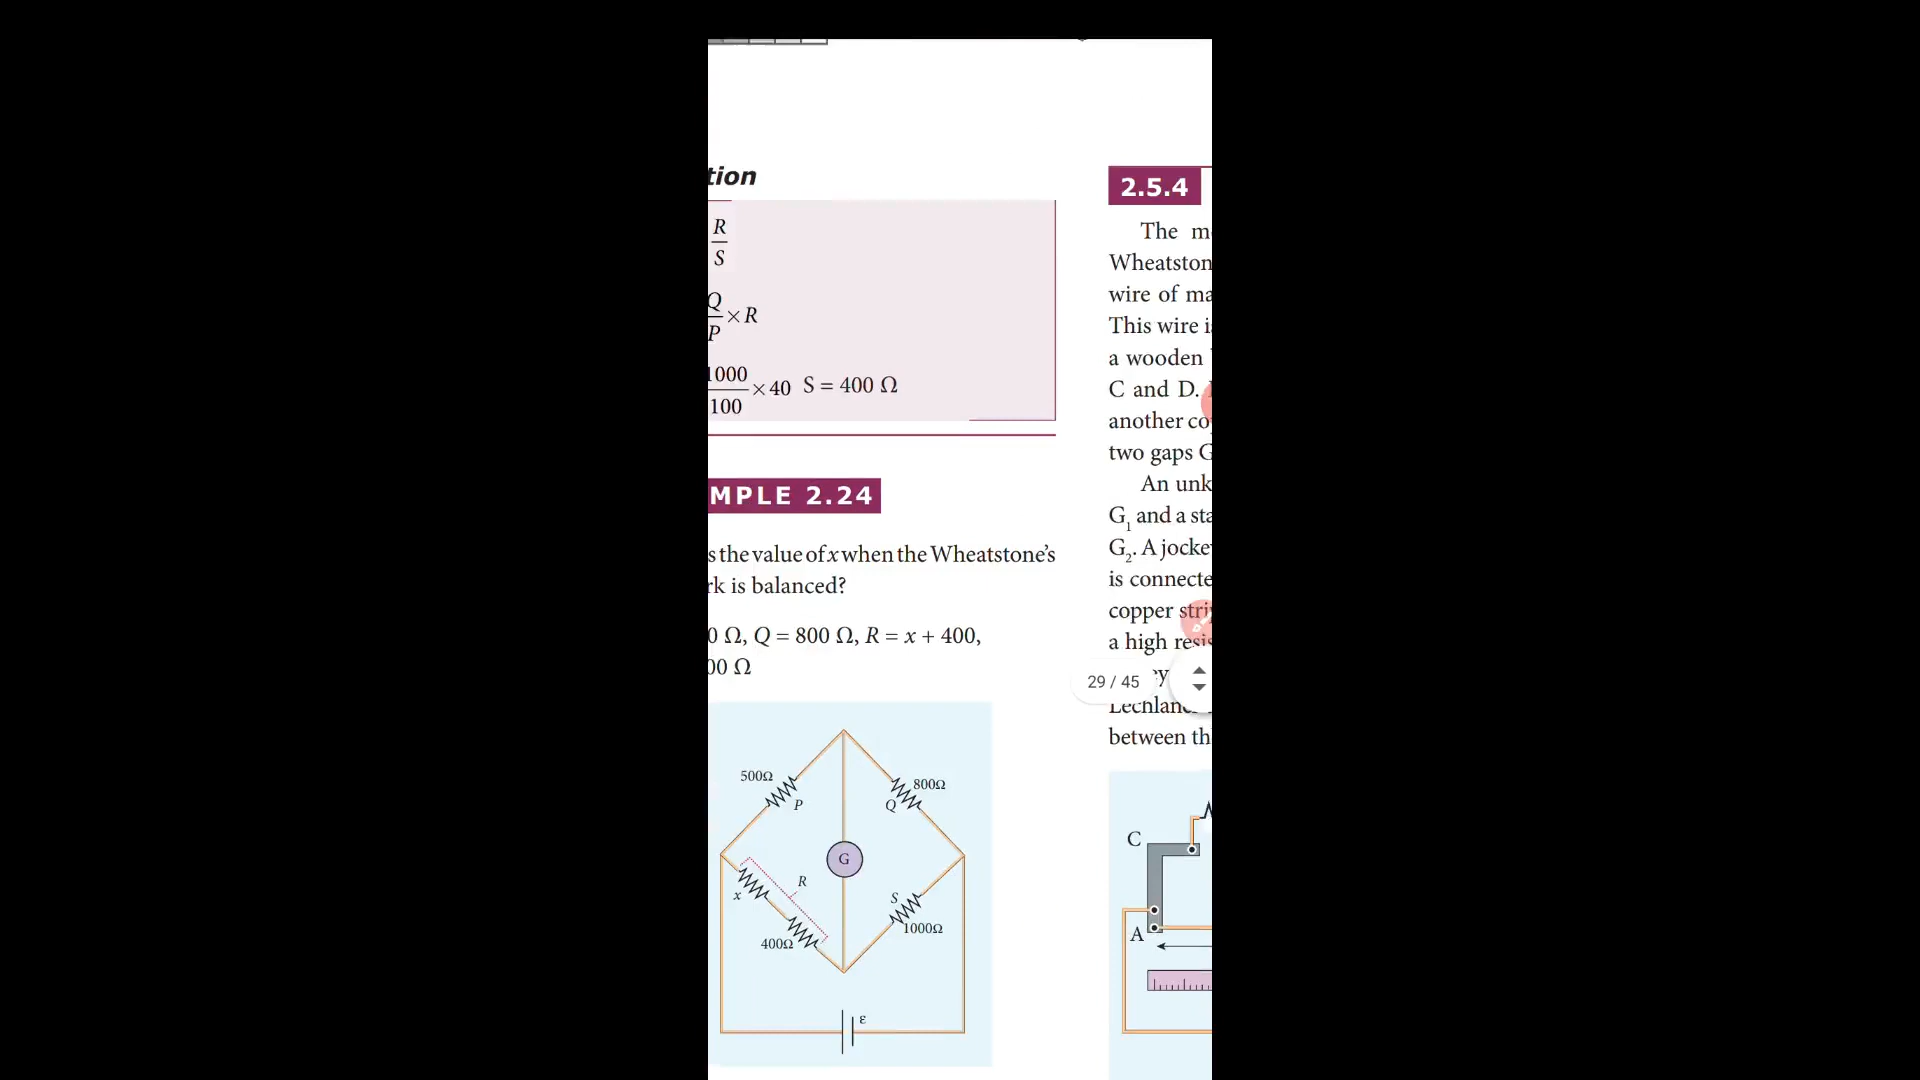 tion
R
S
Q
P
× R
1000
100
× 40 S = 400 Ω
MPLE 2.24
s the value of x when the Wheatstone's
rk is balanced?
0 Ω, Q = 800 Ω, R = x + 400,
00 Ω
500Ω
P
800Ω
Q
G
R
x
400Ω
S
1000Ω
ε
2.5.4
The m
Wheatston
wire of ma
This wire i
a wooden
C and D.
another co
two gaps G
An unk
G1 and a sta
G2. A jocke
is connecte
copper stri
a high resis
ey
29 / 45
Lechlanc
between th
C
A